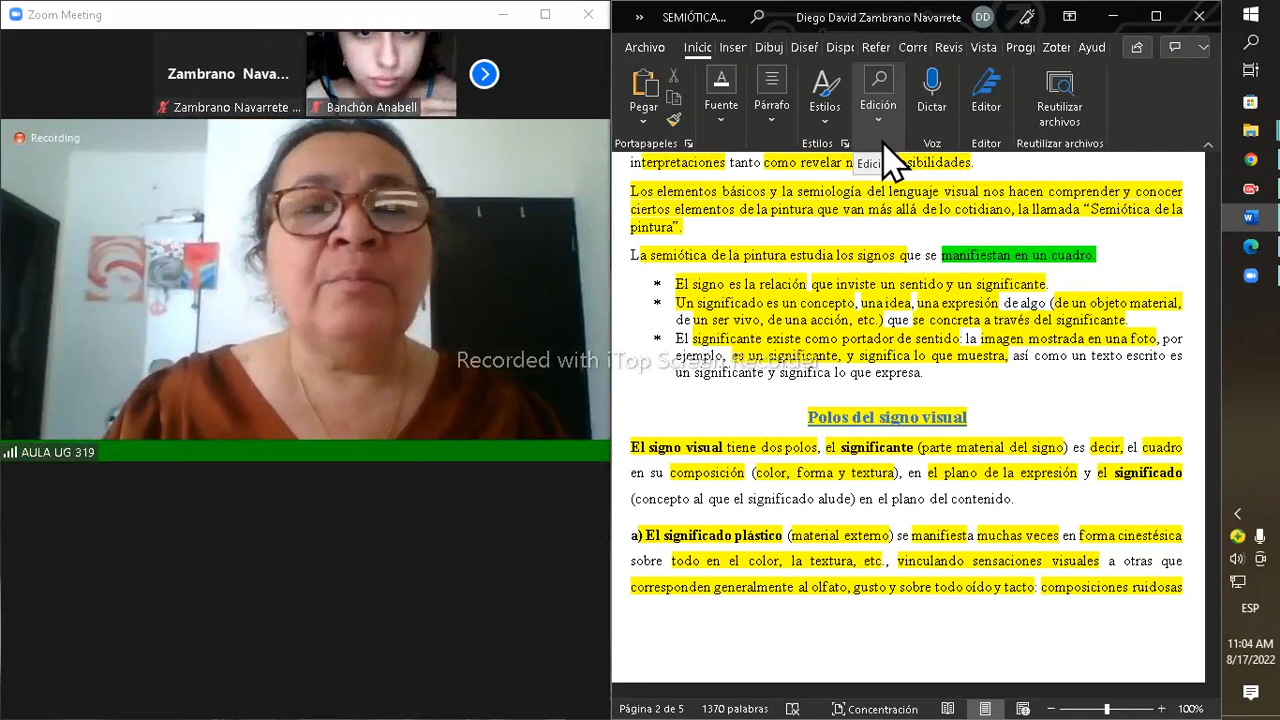 Zoom Meeting
Zambrano Nava...
Zambrano Navarrete ...
Banchón Anabell
Recording
AULA UG 319
Recorded with iTop Screen Recorder
SEMIÓTICA...
Diego David Zambrano Navarrete
DD
Archivo Inicic Inser Dibuj Diseñ Dispo Refer Corre Revis Vista Progi Zoter Ayud
Pegar
Fuente
Párrafo
Estilos
Edición
Dictar
Editor
Reutilizar
archivos
Portapapeles
Estilos
Voz
Editor
Reutilizar archivos
interpretaciones tanto como revelar
Los elementos básicos y la semiología del lenguaje visual nos hacen comprender y conocer
ciertos elementos de la pintura que van más allá de lo cotidiano, la llamada “Semiótica de la
pintura”.
La semiótica de la pintura estudia los signos que se manifiestan en un cuadro.
* El signo es la relación que inviste un sentido y un significante.
* Un significado es un concepto, una idea, una expresión de algo (de un objeto material,
de un ser vivo, de una acción, etc.) que se concreta a través del significante.
* El significante existe como portador de sentido: la imagen mostrada en una foto, por
ejemplo, es un significante, y significa lo que muestra, así como un texto escrito es
un significante y significa lo que expresa.
Polos del signo visual
El signo visual tiene dos polos, el significante (parte material del signo) es decir, el cuadro
en su composición (color, forma y textura), en el plano de la expresión y el significado
(concepto al que el significado alude) en el plano del contenido.
a) El significado plástico (material externo) se manifiesta muchas veces en forma cinestésica
sobre todo en el color, la textura, etc., vinculando sensaciones visuales a otras que
corresponden generalmente al olfato, gusto y sobre todo oído y tacto: composiciones ruidosas
Página 2 de 5
1370 palabras
Concentración
100%
ESP
11:04 AM
8/17/2022